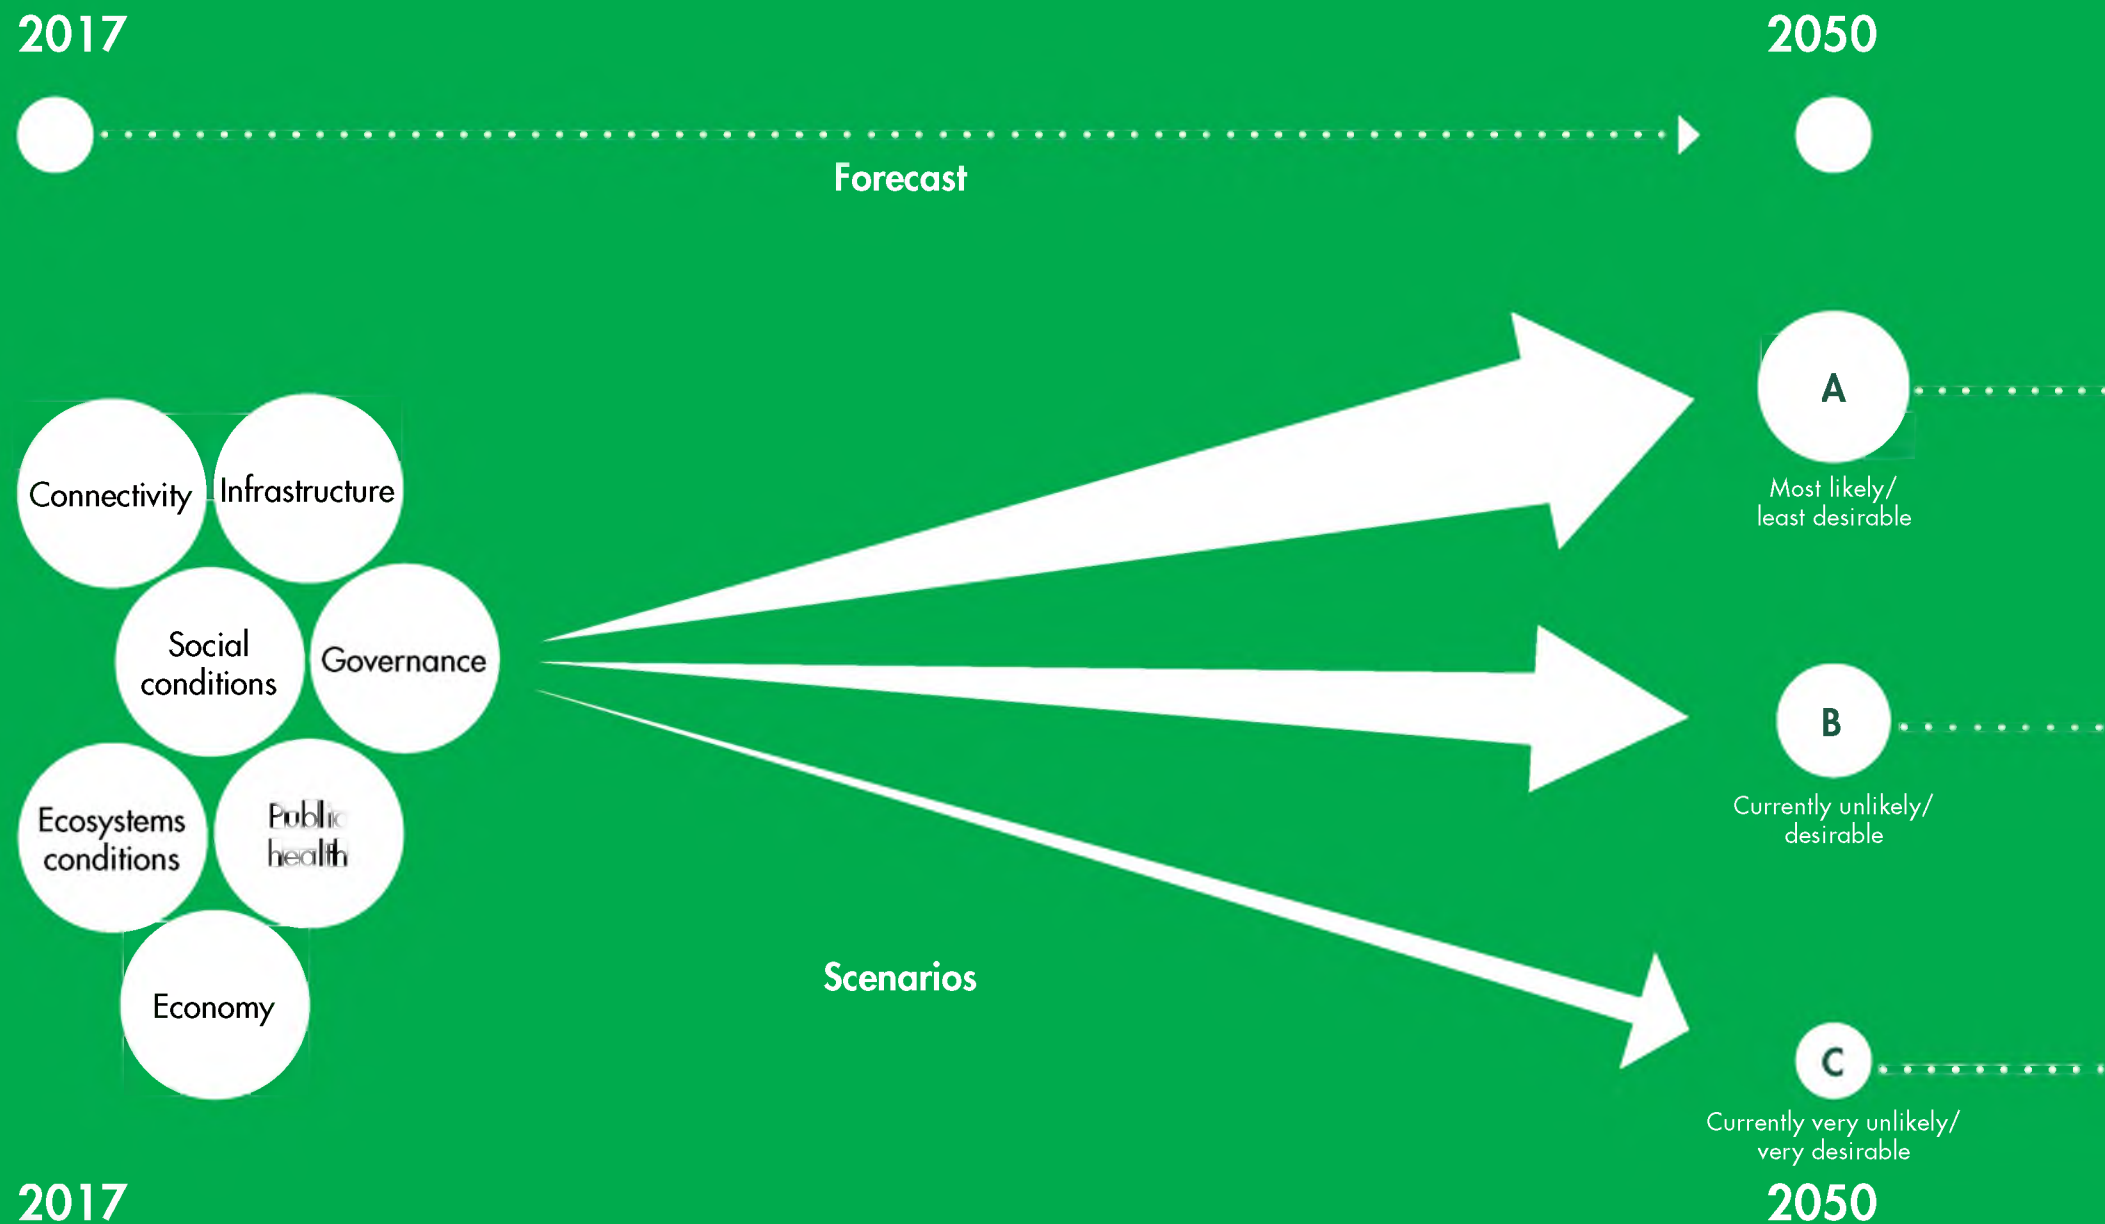 2017
2050
Forecast
Connectivity
Infrastructure
Social
conditions
Governance
Ecosystems
conditions
Public
health
Economy
Scenarios
A
Most likely/
least desirable
B
Currently unlikely/
desirable
C
Currently very unlikely/
very desirable
2017
2050